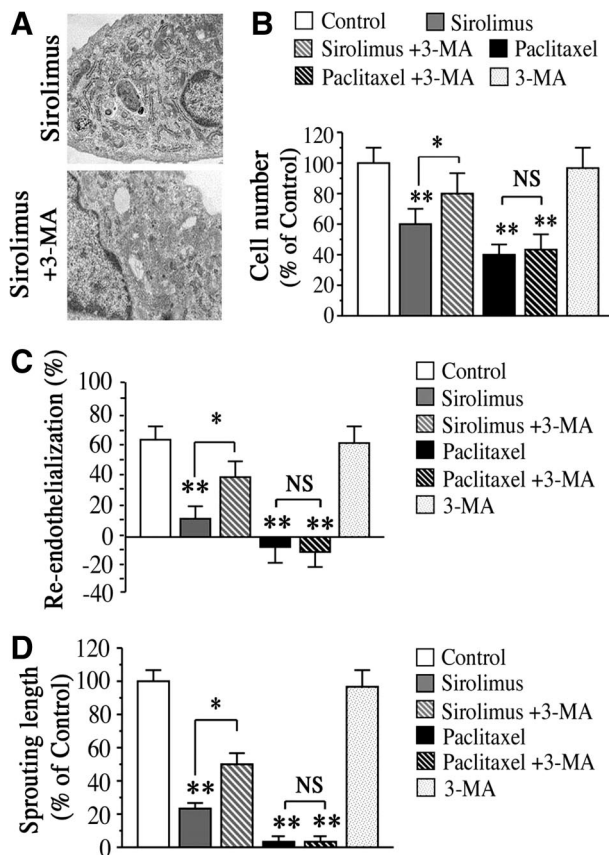 A
Sirolimus
Sirolimus
+3-MA
B
Control
Sirolimus
Sirolimus +3-MA
Paclitaxel
Paclitaxel +3-MA
3-MA
Cell number
(% of Control)
120
100
80
60
40
20
0
**
*
**
NS
**
C
Re-endothelialization (%)
100
80
60
40
20
0
-20
-40
**
*
**
NS
**
Control
Sirolimus
Sirolimus +3-MA
Paclitaxel
Paclitaxel +3-MA
3-MA
D
Sprouting length
(% of Control)
120
100
80
60
40
20
0
**
*
**
NS
**
Control
Sirolimus
Sirolimus +3-MA
Paclitaxel
Paclitaxel +3-MA
3-MA